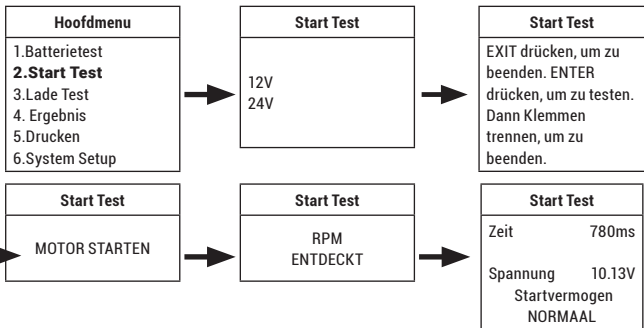 Hoofdmenu
1.Batterietest
2.Start Test
3.Lade Test
4. Ergebnis
5.Drucken
6.System Setup
Start Test
12V
24V
Start Test
EXIT drücken, um zu
beenden. ENTER
drücken, um zu testen.
Dann Klemmen
trennen, um zu
beenden.
Start Test
MOTOR STARTEN
Start Test
RPM
ENTDECKT
Start Test
Zeit 780ms
Spannung 10.13V
Startvermogen
NORMAAL